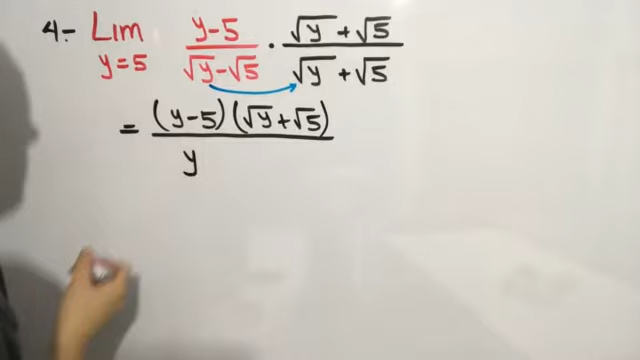 4.- Lim y-5 / √y - √5 · √y + √5 / √y + √5
y=5
= (y-5)(√y+√5) / y